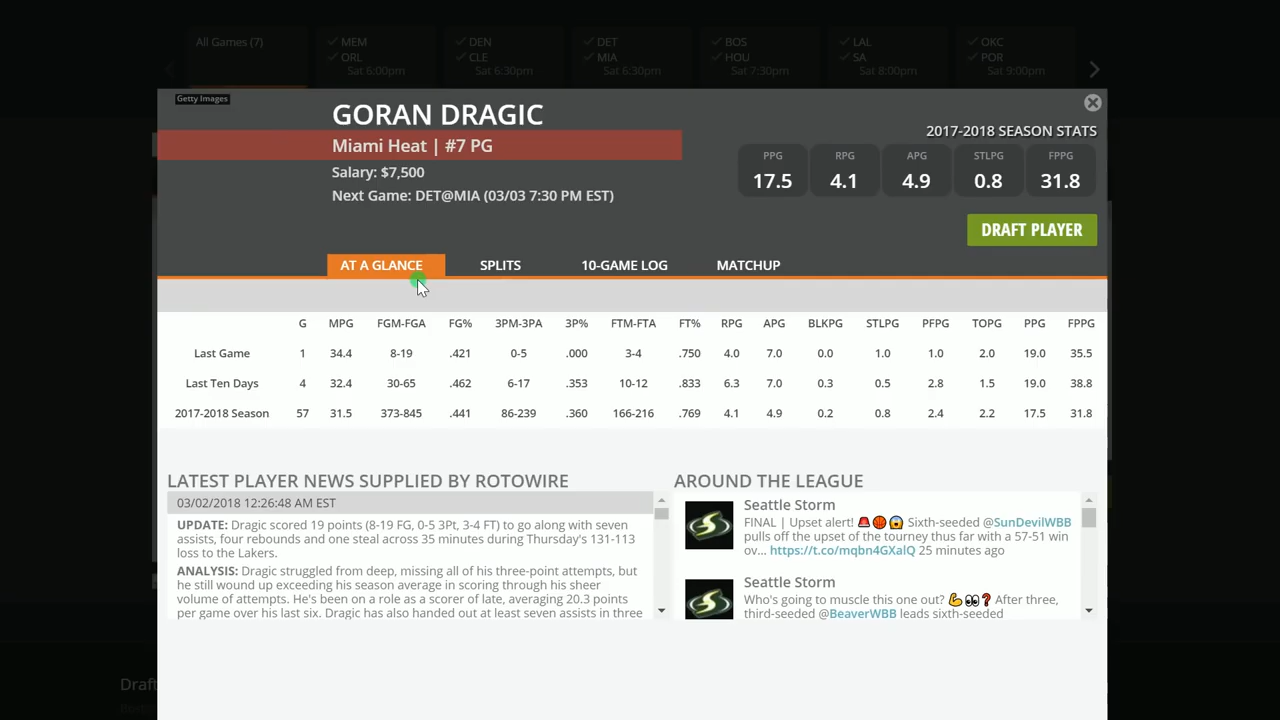 All Games (7)
MEM
ORL
Sat 6:00pm
DEN
CLE
Sat 6:30pm
DET
MIA
Sat 6:30pm
BOS
HOU
Sat 7:30pm
LAL
SA
Sat 8:00pm
OKC
POR
Sat 9:00pm
Getty Images
GORAN DRAGIC
Miami Heat | #7 PG
Salary: $7,500
Next Game: DET@MIA (03/03 7:30 PM EST)
2017-2018 SEASON STATS
PPG RPG APG STLPG FPPG
17.5 4.1 4.9 0.8 31.8
DRAFT PLAYER
AT A GLANCE SPLITS 10-GAME LOG MATCHUP
G MPG FGM-FGA FG% 3PM-3PA 3P% FTM-FTA FT% RPG APG BLKPG STLPG PFPG TOPG PPG FPPG
Last Game 1 34.4 8-19 .421 0-5 .000 3-4 .750 4.0 7.0 0.0 1.0 1.0 2.0 19.0 35.5
Last Ten Days 4 32.4 30-65 .462 6-17 .353 10-12 .833 6.3 7.0 0.3 0.5 2.8 1.5 19.0 38.8
2017-2018 Season 57 31.5 373-845 .441 86-239 .360 166-216 .769 4.1 4.9 0.2 0.8 2.4 2.2 17.5 31.8
LATEST PLAYER NEWS SUPPLIED BY ROTOWIRE
03/02/2018 12:26:48 AM EST
UPDATE: Dragic scored 19 points (8-19 FG, 0-5 3Pt, 3-4 FT) to go along with seven
assists, four rebounds and one steal across 35 minutes during Thursday's 131-113
loss to the Lakers.
ANALYSIS: Dragic struggled from deep, missing all of his three-point attempts, but
he still wound up exceeding his season average in scoring through his sheer
volume of attempts. He's been on a role as a scorer of late, averaging 20.3 points
per game over his last six. Dragic has also handed out at least seven assists in three
AROUND THE LEAGUE
Seattle Storm
FINAL | Upset alert! 🚨🏀😱 Sixth-seeded @SunDevilWBB
pulls off the upset of the tourney thus far with a 57-51 win
ov... https://t.co/mqbn4GXalQ 25 minutes ago
Seattle Storm
Who's going to muscle this one out? 💪👀❓ After three,
third-seeded @BeaverWBB leads sixth-seeded
Draft